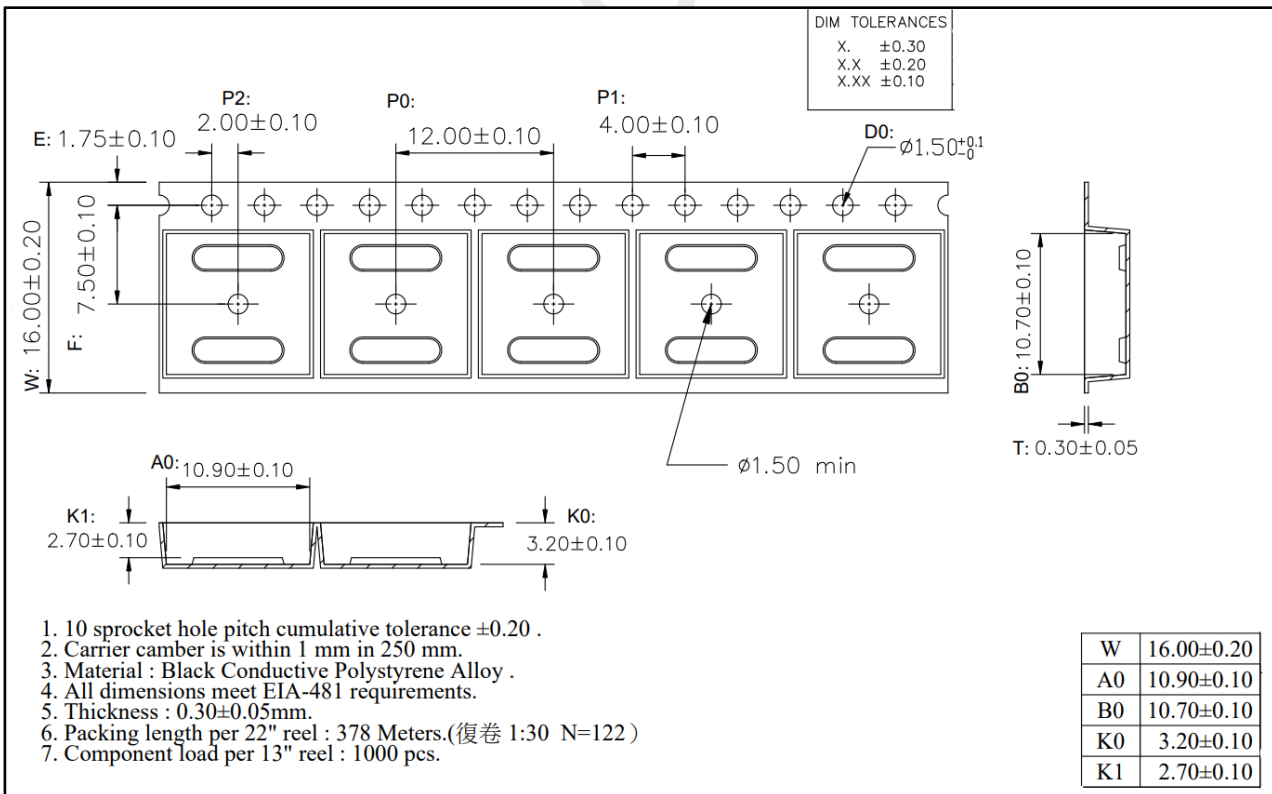 DIM TOLERANCES
X. ±0.30
X.X ±0.20
X.XX ±0.10
P2:
2.00±0.10
P0:
12.00±0.10
P1:
4.00±0.10
E: 1.75±0.10
D0:
Ø1.50+0.1 -0
W: 16.00±0.20
F: 7.50±0.10
B0: 10.70±0.10
T: 0.30±0.05
Ø1.50 min
A0: 10.90±0.10
K1:
2.70±0.10
K0:
3.20±0.10
1. 10 sprocket hole pitch cumulative tolerance ±0.20 .
2. Carrier camber is within 1 mm in 250 mm.
3. Material : Black Conductive Polystyrene Alloy .
4. All dimensions meet EIA-481 requirements.
5. Thickness : 0.30±0.05mm.
6. Packing length per 22" reel : 378 Meters.(復卷 1:30 N=122）
7. Component load per 13" reel : 1000 pcs.
W 16.00±0.20
A0 10.90±0.10
B0 10.70±0.10
K0 3.20±0.10
K1 2.70±0.10